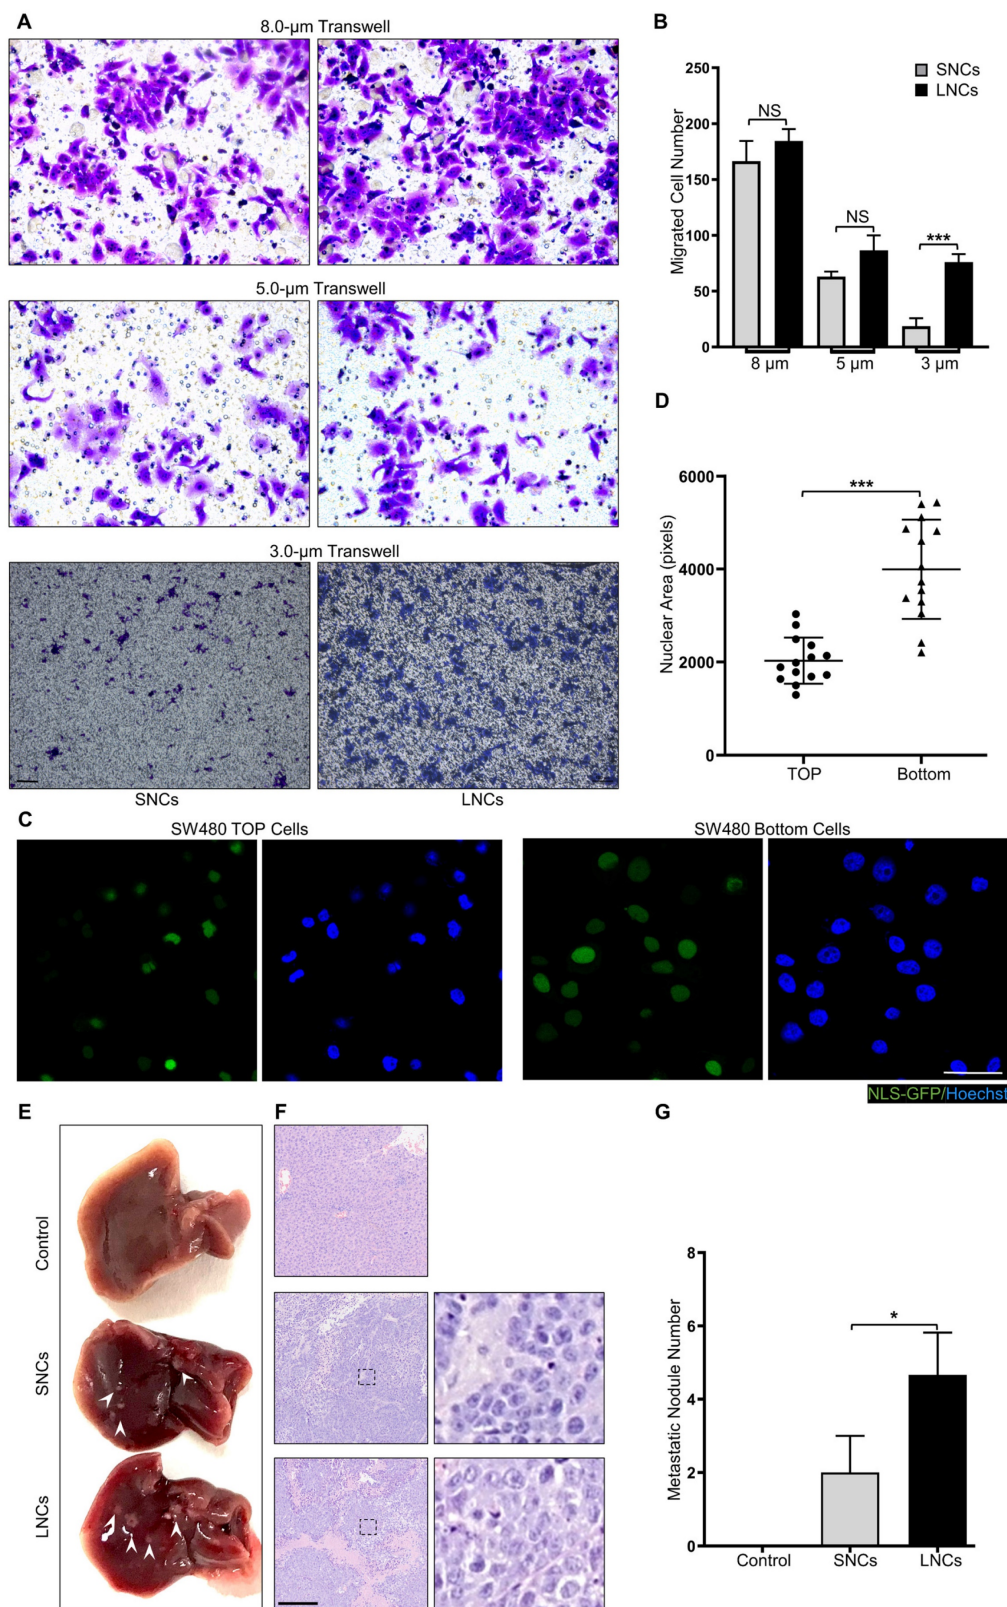 A
8.0-µm Transwell
5.0-µm Transwell
3.0-µm Transwell
SNCs
LNCs
B
Migrated Cell Number
250
200
150
100
50
0
SNCs
LNCs
NS
NS
***
8 µm
5 µm
3 µm
D
Nuclear Area (pixels)
6000
4000
2000
0
***
TOP
Bottom
C
SW480 TOP Cells
SW480 Bottom Cells
NLS-GFP/Hoechst
E
Control
SNCs
LNCs
F
G
Metastatic Nodule Number
8
6
4
2
0
*
Control
SNCs
LNCs